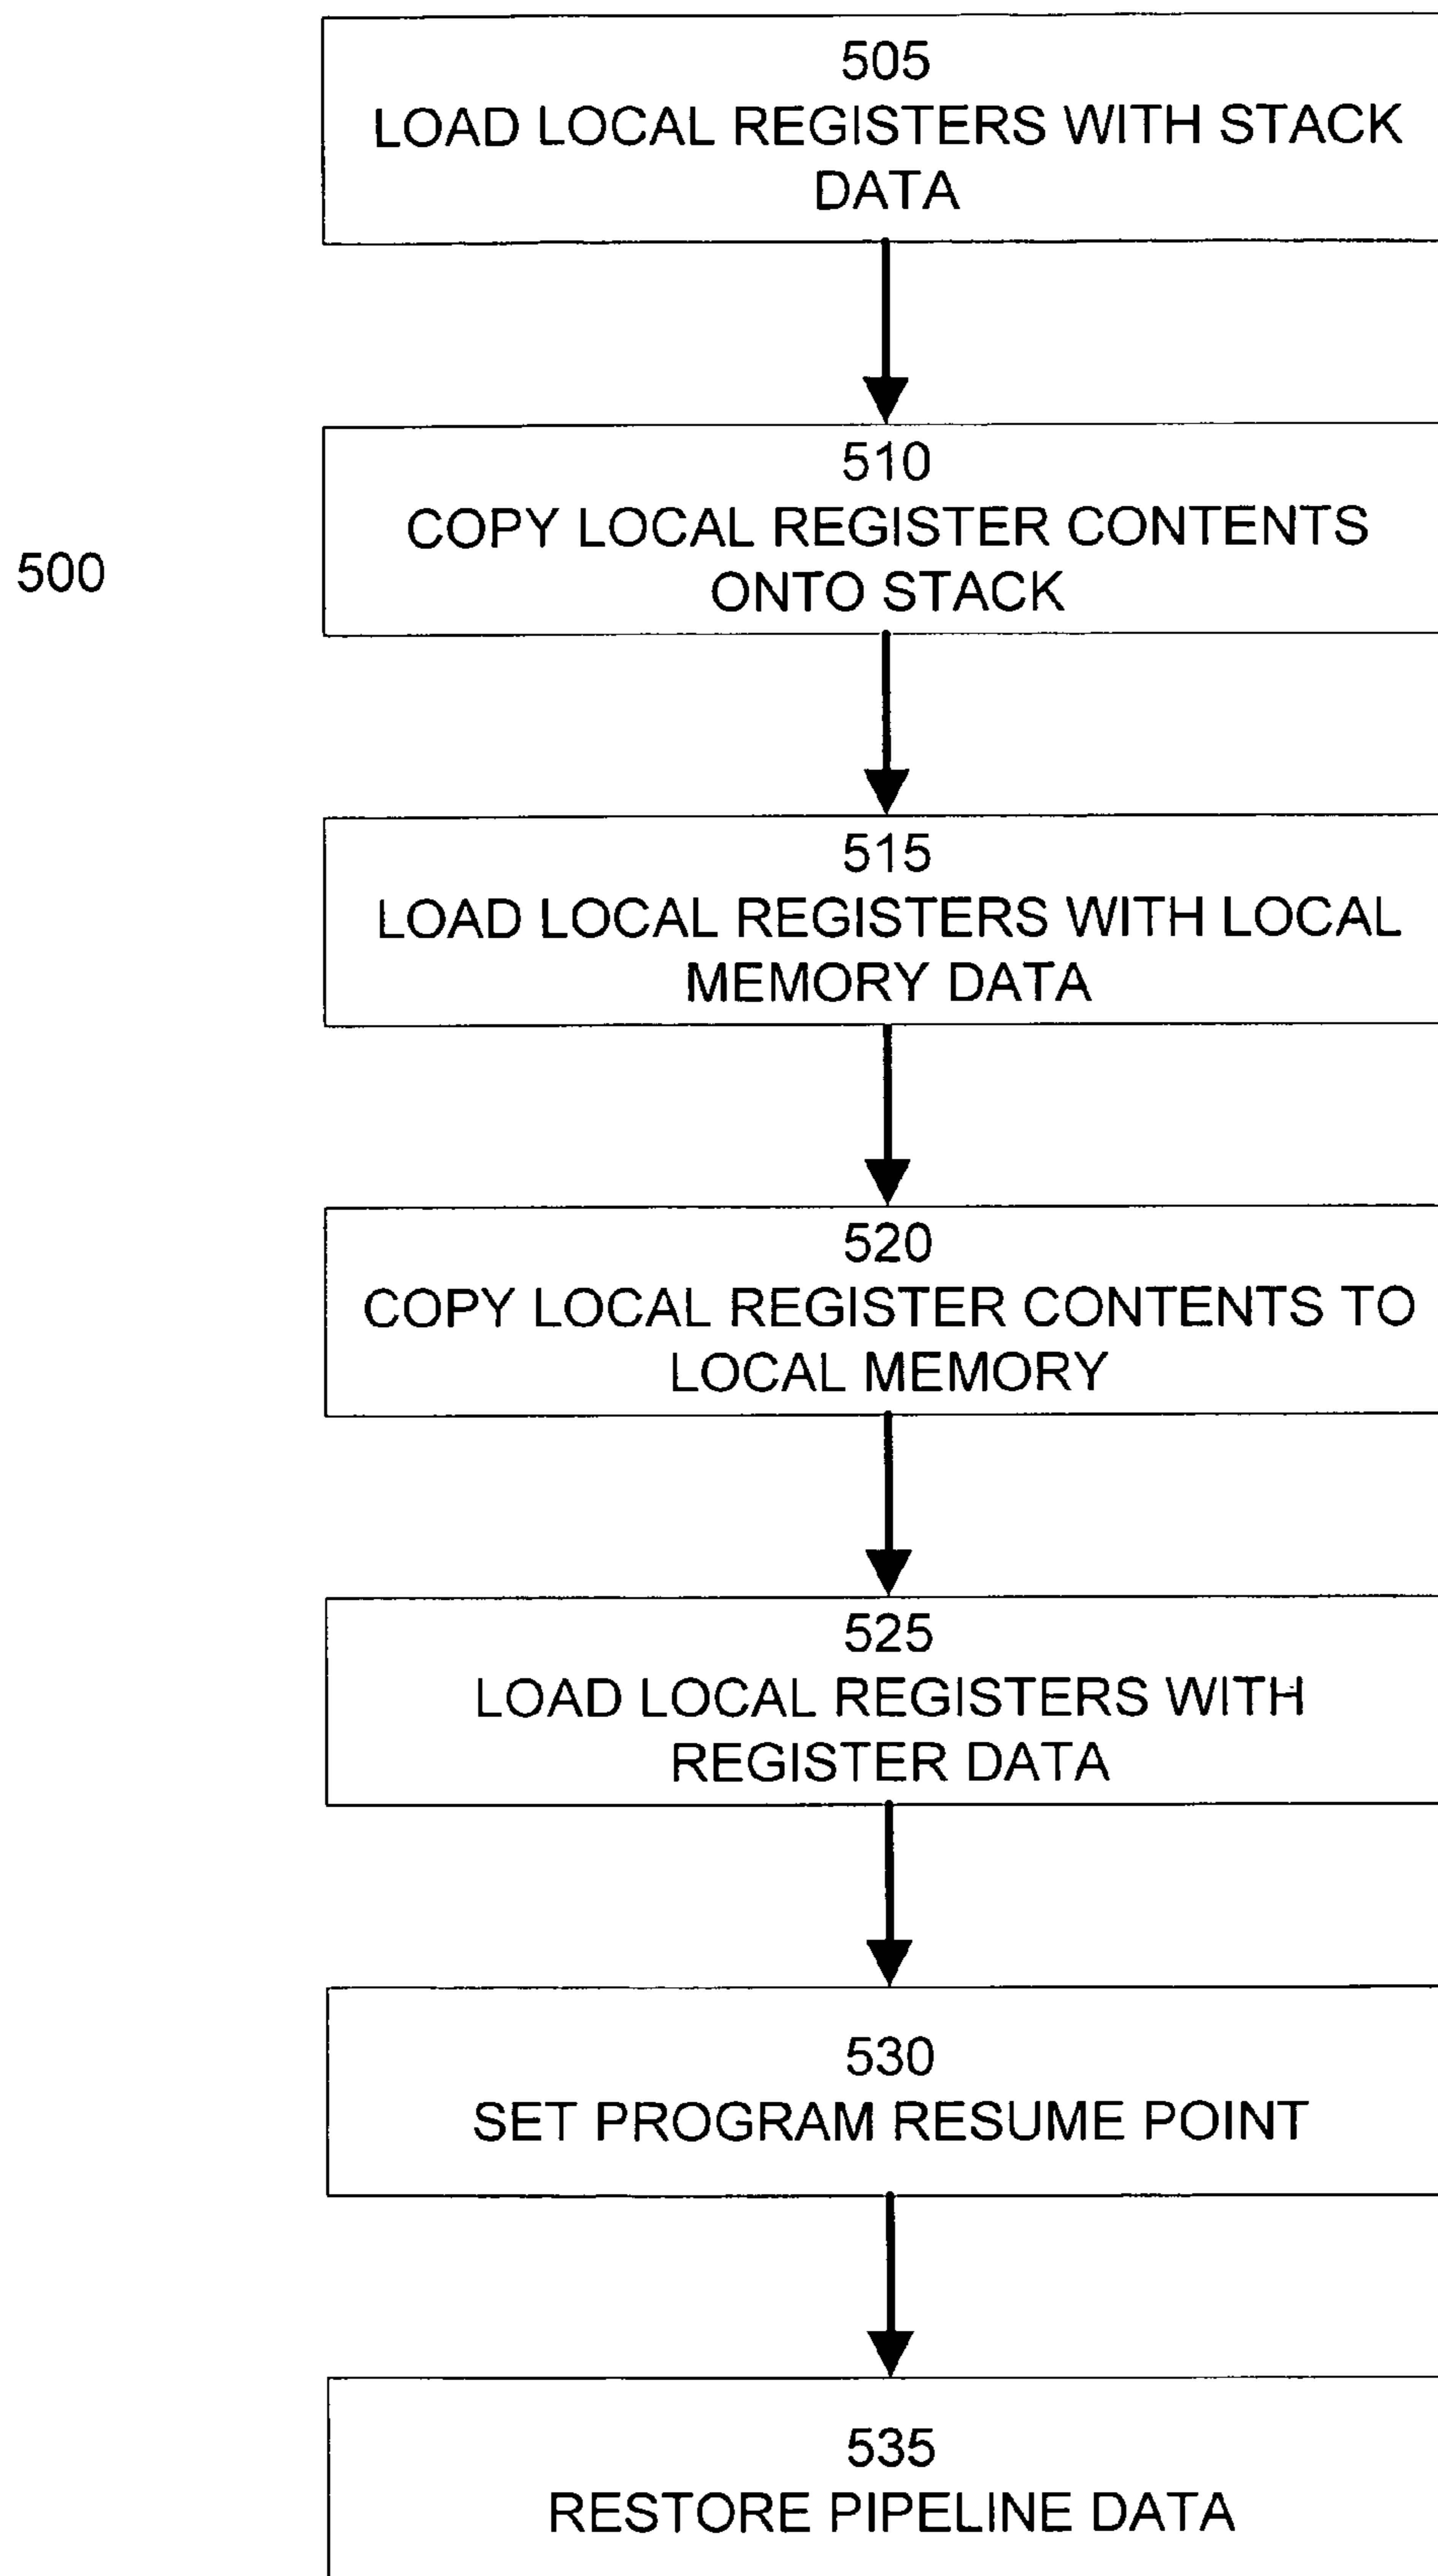 505
LOAD LOCAL REGISTERS WITH STACK
DATA
510
COPY LOCAL REGISTER CONTENTS
ONTO STACK
500
515
LOAD LOCAL REGISTERS WITH LOCAL
MEMORY DATA
520
COPY LOCAL REGISTER CONTENTS TO
LOCAL MEMORY
525
LOAD LOCAL REGISTERS WITH
REGISTER DATA
530
SET PROGRAM RESUME POINT
535
RESTORE PIPELINE DATA